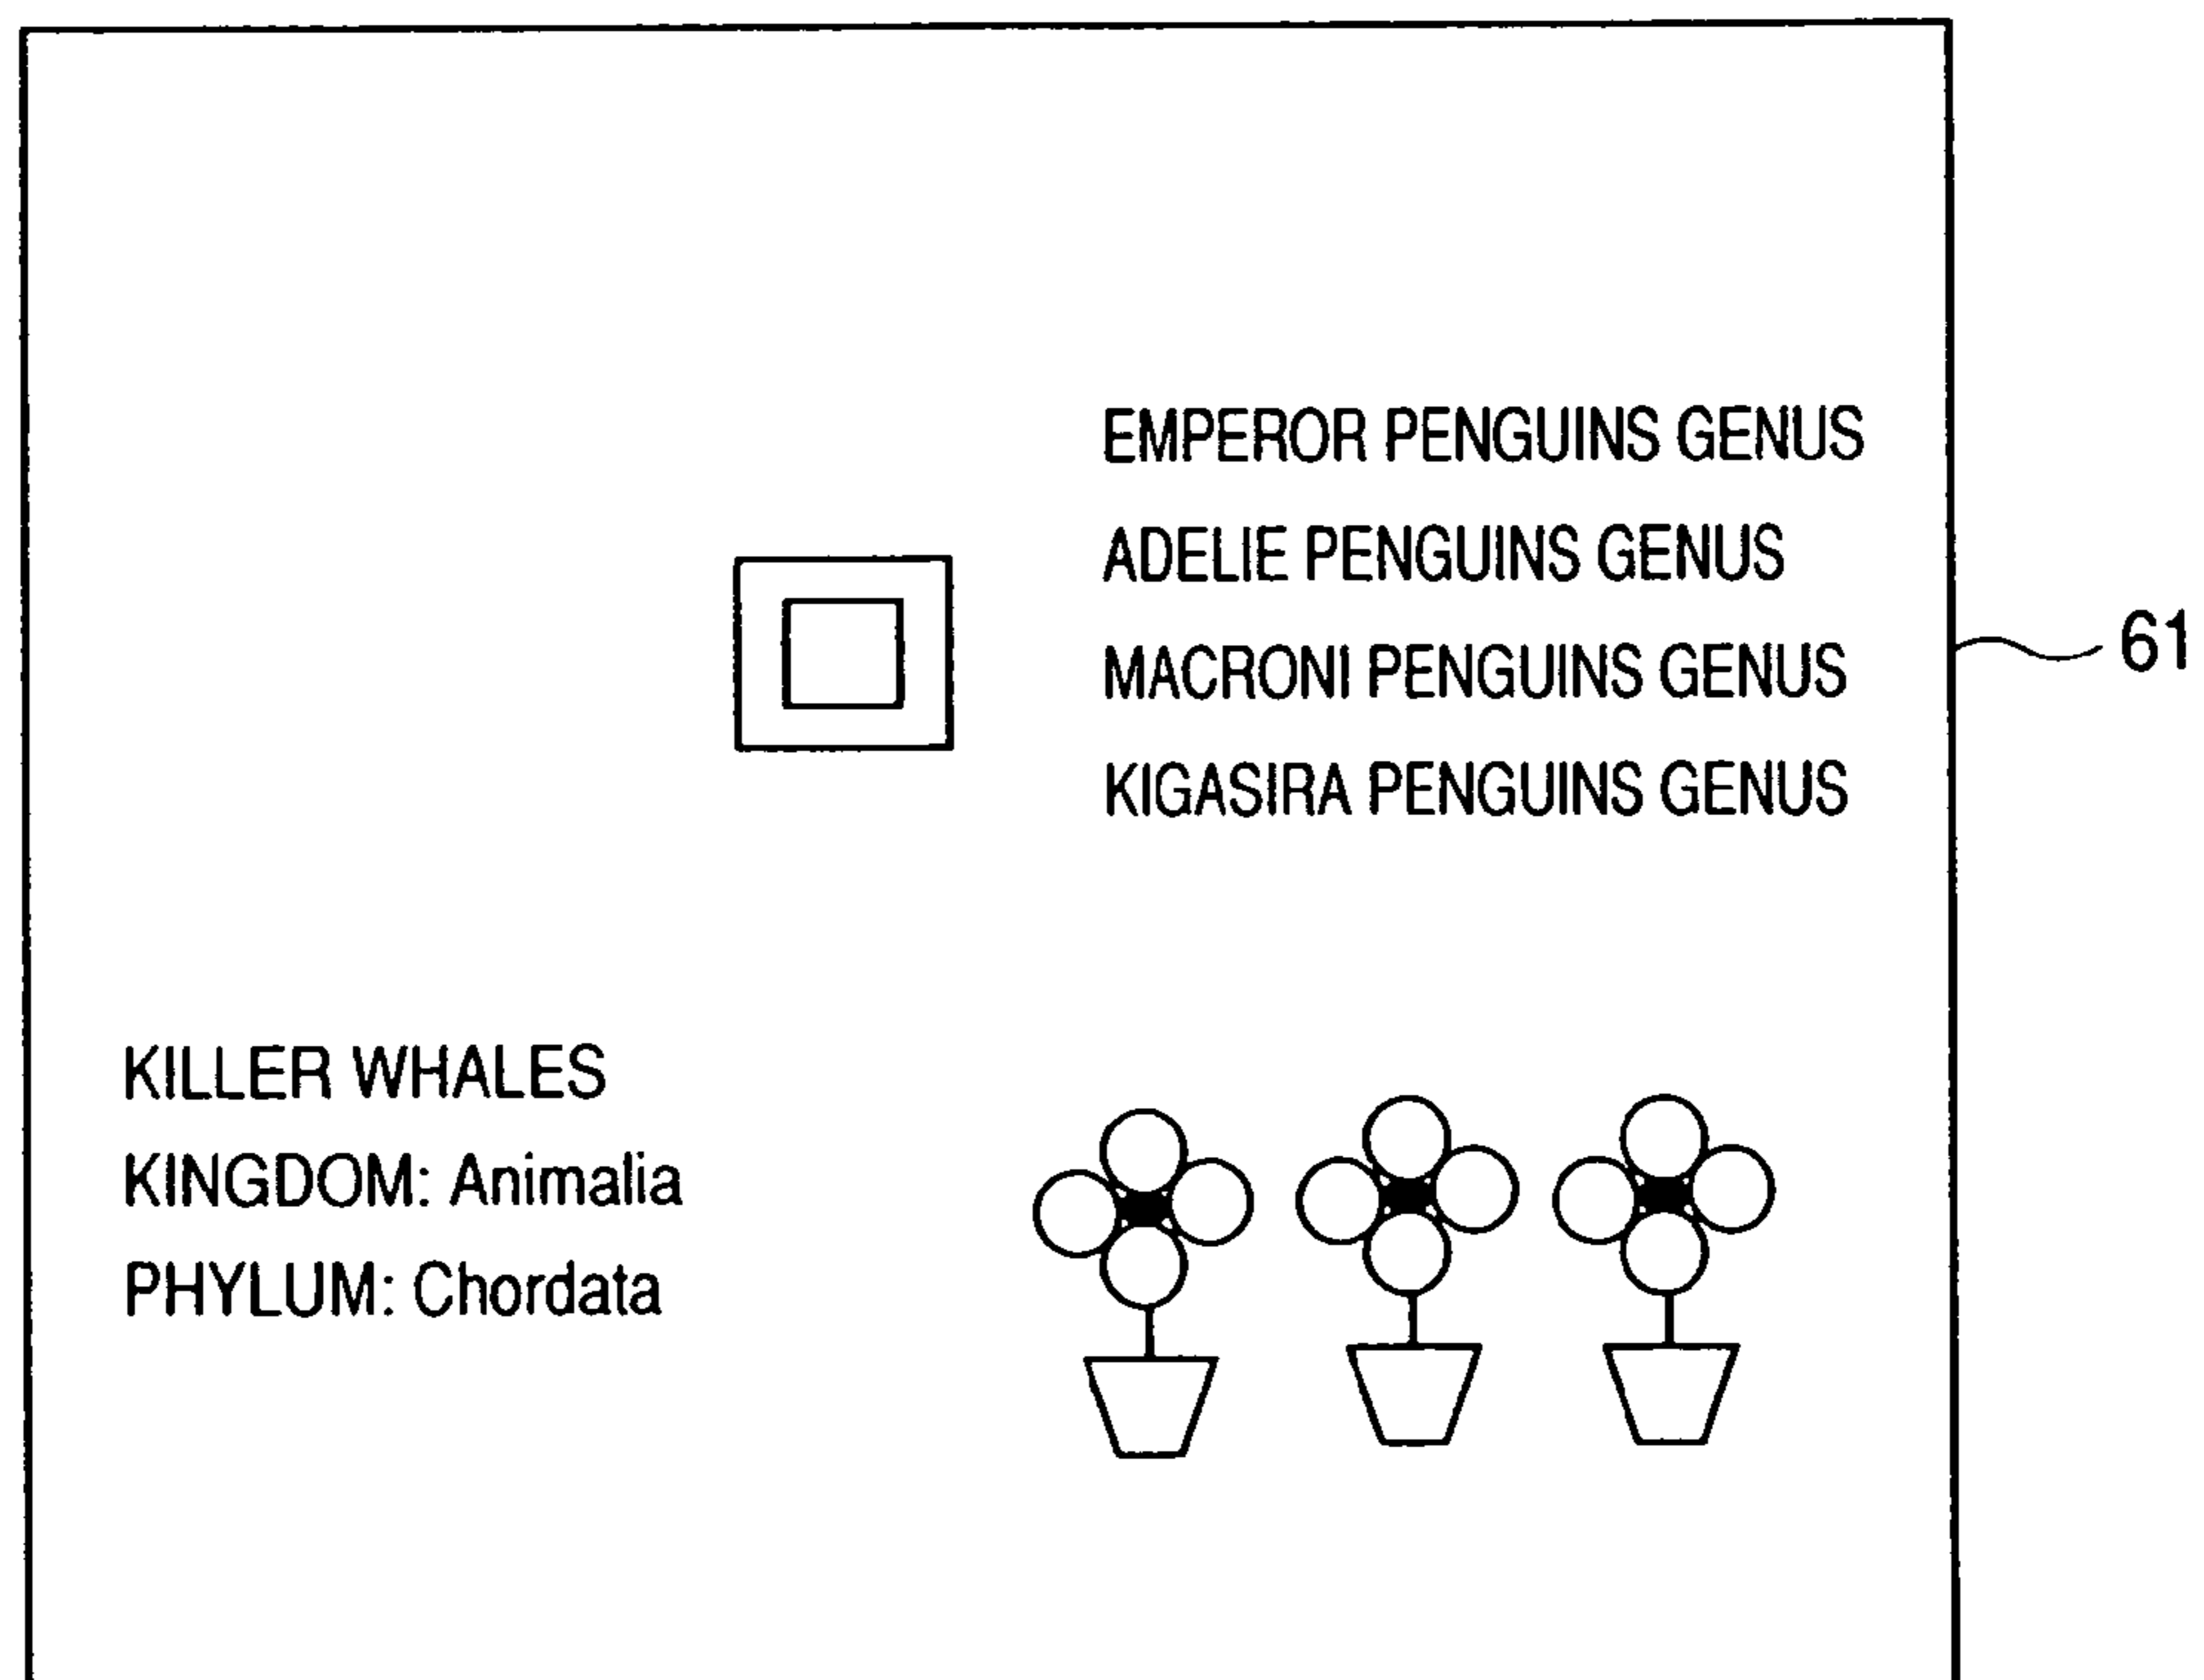 EMPEROR PENGUINS GENUS
ADELIE PENGUINS GENUS
MACRONI PENGUINS GENUS
KIGASIRA PENGUINS GENUS
61
KILLER WHALES
KINGDOM: Animalia
PHYLUM: Chordata